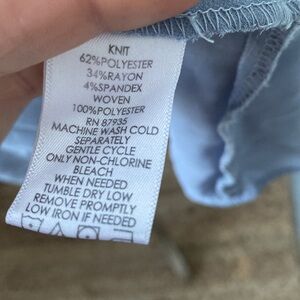 KNIT
62%POLYESTER
34%RAYON
4%SPANDEX
WOVEN
100%POLYESTER
RN 87935
MACHINE WASH COLD
SEPARATELY
GENTLE CYCLE
ONLY NON-CHLORINE
BLEACH
WHEN NEEDED
TUMBLE DRY LOW
REMOVE PROMPTLY
LOW IRON IF NEEDED